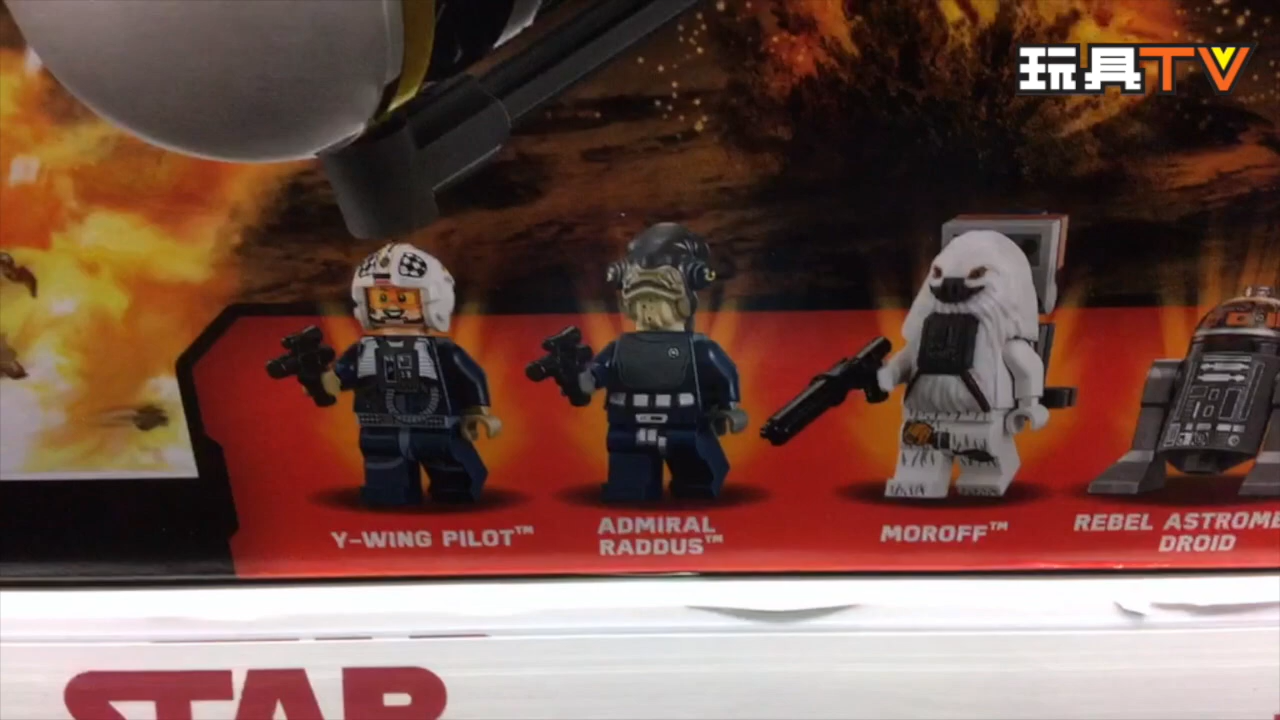 玩具TV
Y-WING PILOT™
ADMIRAL
RADDUS™
MOROFF™
REBEL ASTROME
DROID
STAR